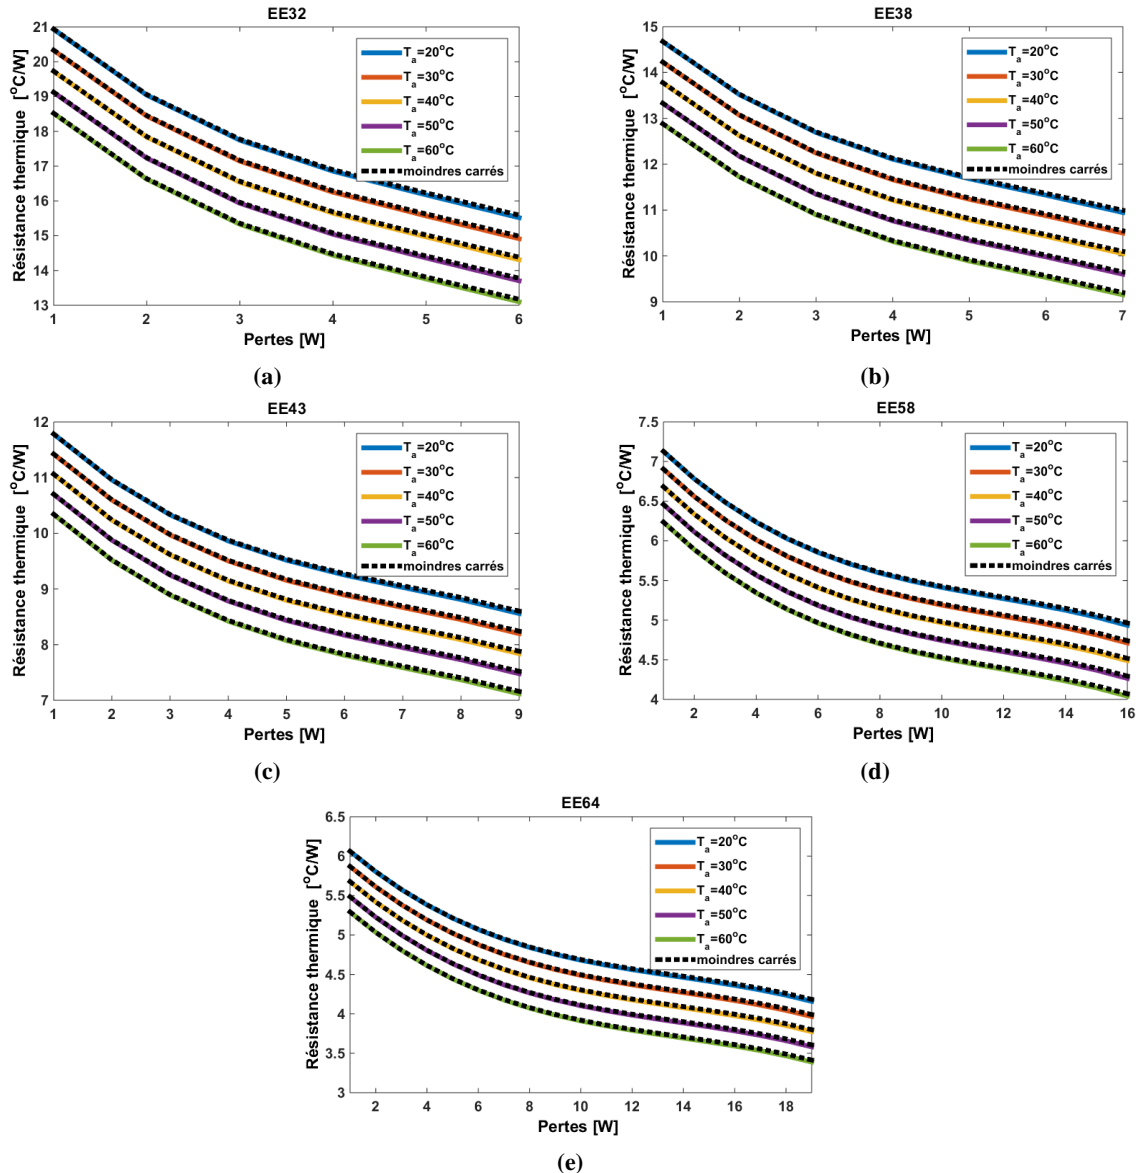 EE32
Résistance thermique [°C/W]
21
20
19
18
17
16
15
14
13
1
2
3
4
5
6
Pertes [W]
T_a=20°C
T_a=30°C
T_a=40°C
T_a=50°C
T_a=60°C
moindres carrés
(a)
EE38
Résistance thermique [°C/W]
15
14
13
12
11
10
9
1
2
3
4
5
6
7
Pertes [W]
T_a=20°C
T_a=30°C
T_a=40°C
T_a=50°C
T_a=60°C
moindres carrés
(b)
EE43
Résistance thermique [°C/W]
12
11
10
9
8
7
1
2
3
4
5
6
7
8
9
Pertes [W]
T_a=20°C
T_a=30°C
T_a=40°C
T_a=50°C
T_a=60°C
moindres carrés
(c)
EE58
Résistance thermique [°C/W]
7.5
7
6.5
6
5.5
5
4.5
4
2
4
6
8
10
12
14
16
Pertes [W]
T_a=20°C
T_a=30°C
T_a=40°C
T_a=50°C
T_a=60°C
moindres carrés
(d)
EE64
Résistance thermique [°C/W]
6.5
6
5.5
5
4.5
4
3.5
3
2
4
6
8
10
12
14
16
18
Pertes [W]
T_a=20°C
T_a=30°C
T_a=40°C
T_a=50°C
T_a=60°C
moindres carrés
(e)